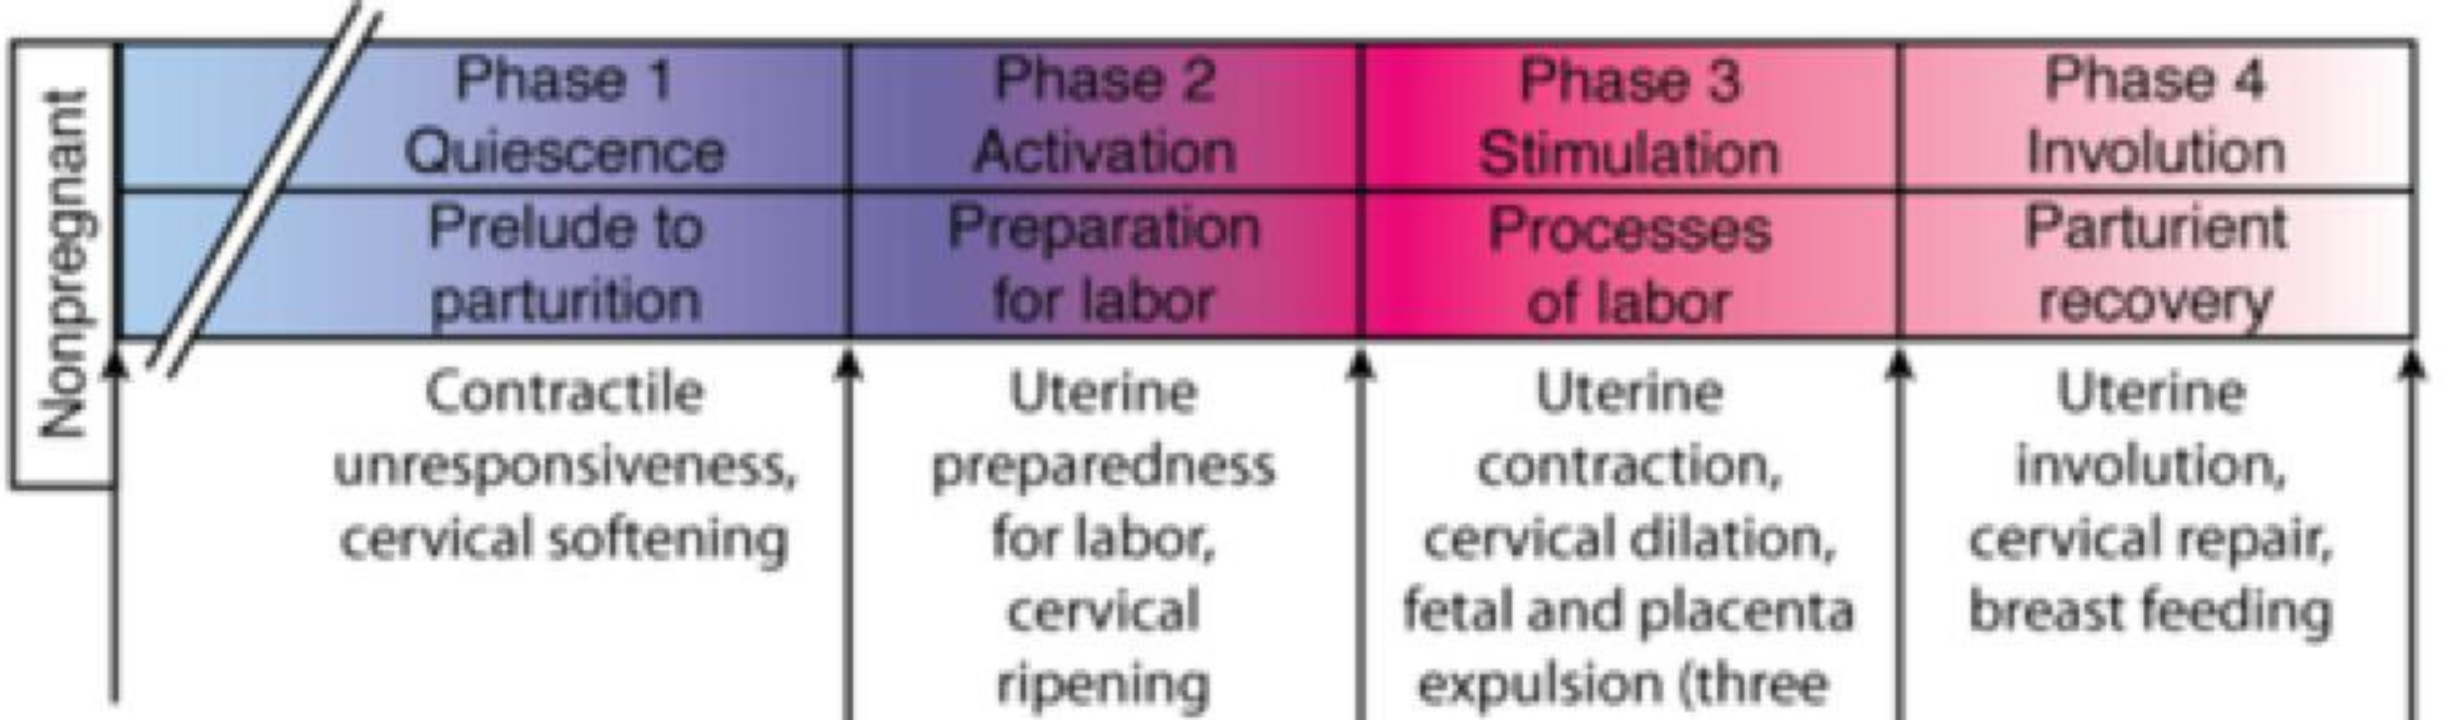 Nonpregnant
Phase 1
Quiescence
Prelude to
parturition
Contractile
unresponsiveness,
cervical softening
Phase 2
Activation
Preparation
for labor
Uterine
preparedness
for labor,
cervical
ripening
Phase 3
Stimulation
Processes
of labor
Uterine
contraction,
cervical dilation,
fetal and placenta
expulsion (three
Phase 4
Involution
Parturient
recovery
Uterine
involution,
cervical repair,
breast feeding